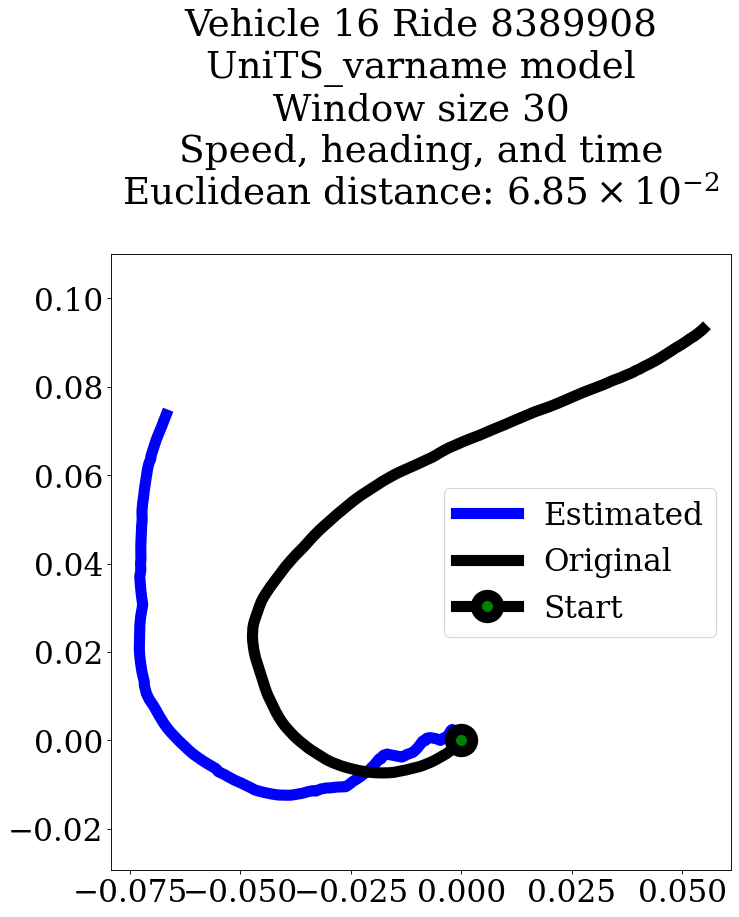 Vehicle 16 Ride 8389908
UniTS_varname model
Window size 30
Speed, heading, and time
Euclidean distance: 6.85 × 10⁻²
0.10
0.08
0.06
0.04
0.02
0.00
−0.02
Estimated
Original
Start
−0.075 −0.050 −0.025 0.000 0.025 0.050